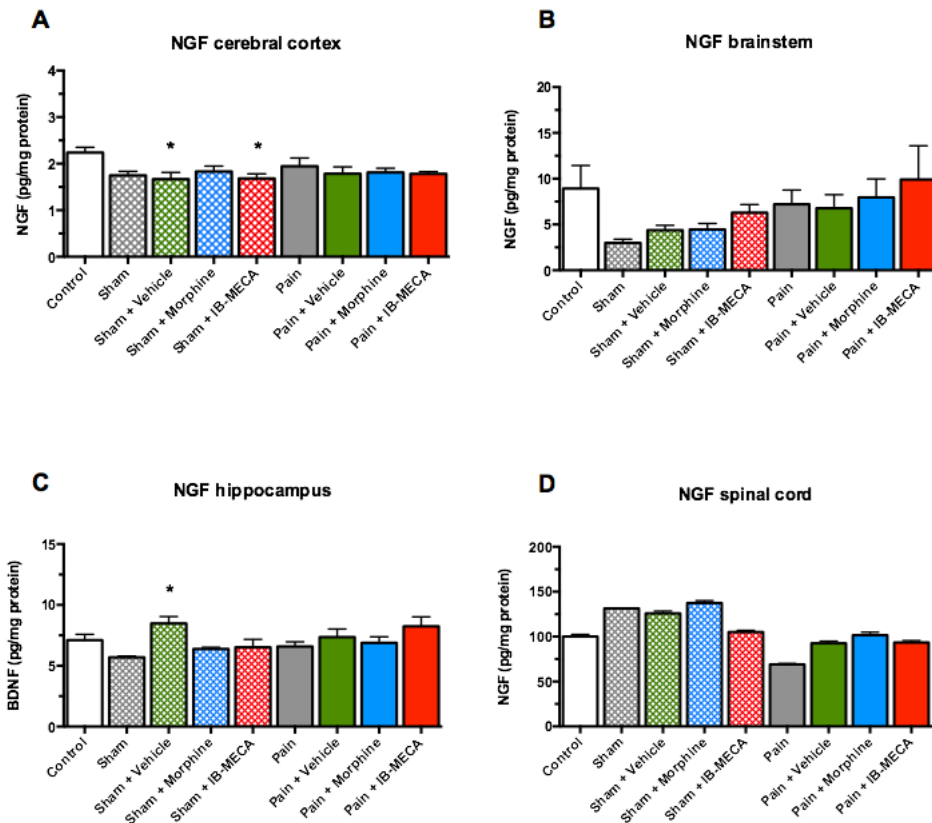 A
NGF cerebral cortex
NGF (pg/mg protein)
4
3
2
1
0
*
*
Control
Sham
Sham + Vehicle
Sham + Morphine
Sham + IB-MECA
Pain
Pain + Vehicle
Pain + Morphine
Pain + IB-MECA
B
NGF brainstem
NGF (pg/mg protein)
20
15
10
5
0
Control
Sham
Sham + Vehicle
Sham + Morphine
Sham + IB-MECA
Pain
Pain + Vehicle
Pain + Morphine
Pain + IB-MECA
C
NGF hippocampus
BDNF (pg/mg protein)
15
10
5
0
*
Control
Sham
Sham + Vehicle
Sham + Morphine
Sham + IB-MECA
Pain
Pain + Vehicle
Pain + Morphine
Pain + IB-MECA
D
NGF spinal cord
NGF (pg/mg protein)
200
150
100
50
0
Control
Sham
Sham + Vehicle
Sham + Morphine
Sham + IB-MECA
Pain
Pain + Vehicle
Pain + Morphine
Pain + IB-MECA